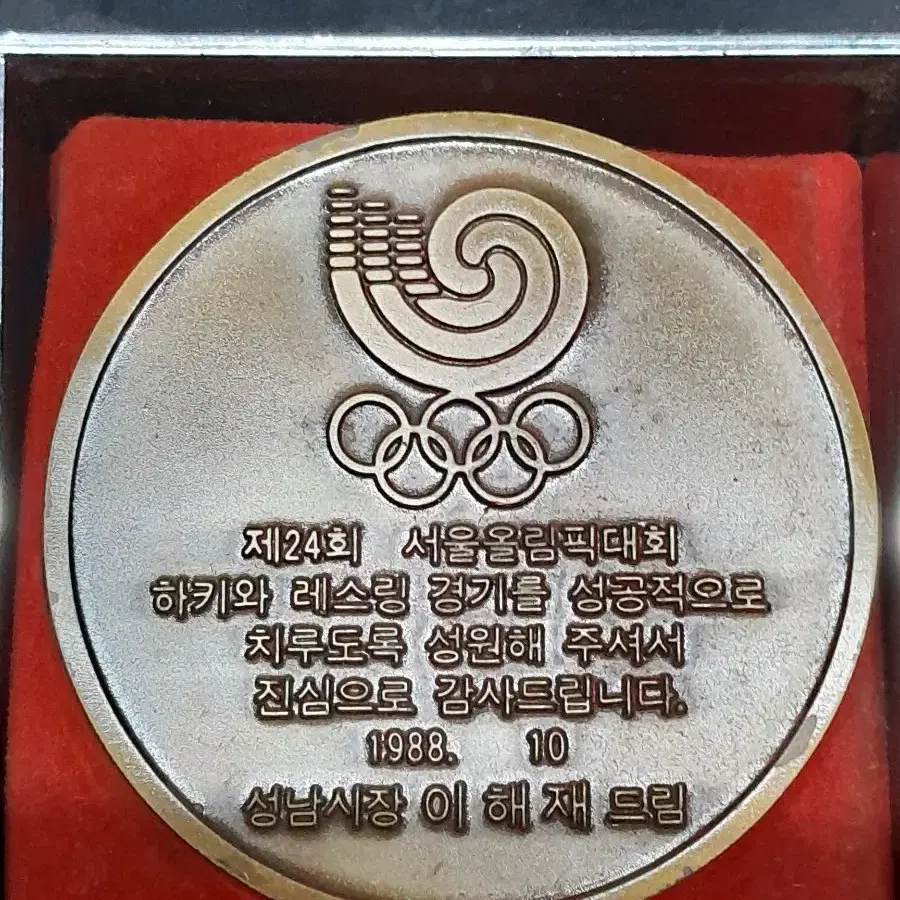 제24회 서울올림픽대회
하키와 레스링 경기를 성공적으로
치루도록 성원해 주셔서
진심으로 감사드립니다.
1988. 10
성남시장 이 해 재 드림